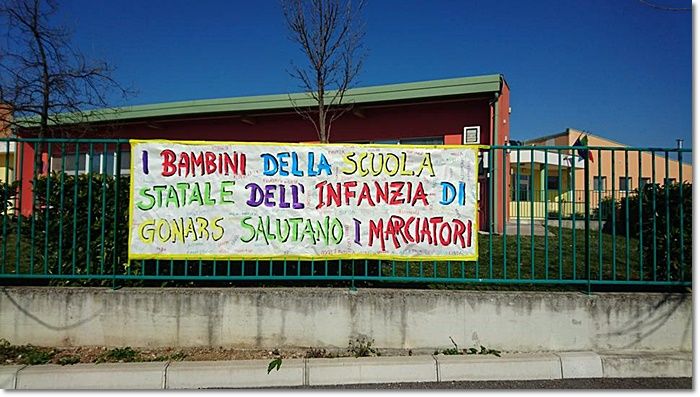 I BAMBINI DELLA SCUOLA
STATALE DELL' INFANZIA DI
GONARS SALUTANO I MARCIATORI